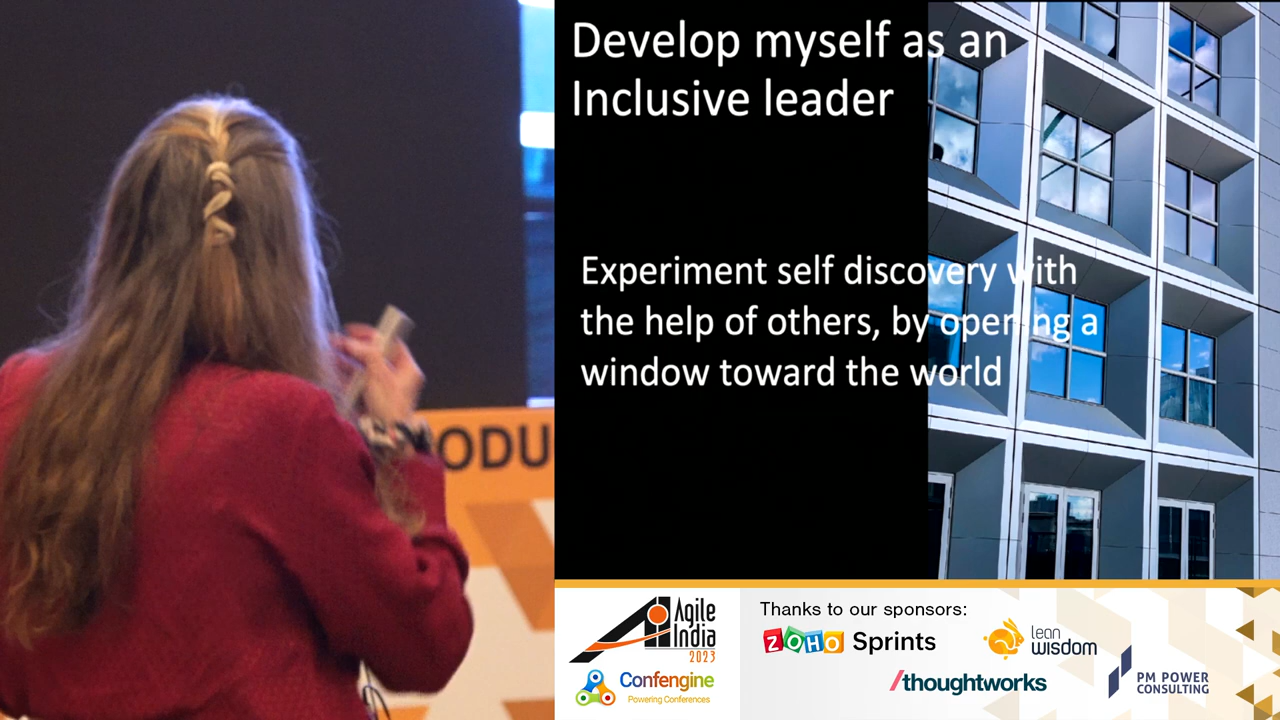 ODU
Develop myself as an
Inclusive leader
Experiment self discovery with
the help of others, by opening a
window toward the world
Agile
India
2023
Confengine
Powering Conferences
Thanks to our sponsors:
ZOHO Sprints
lean
wisdom
/thoughtworks
PM POWER
CONSULTING